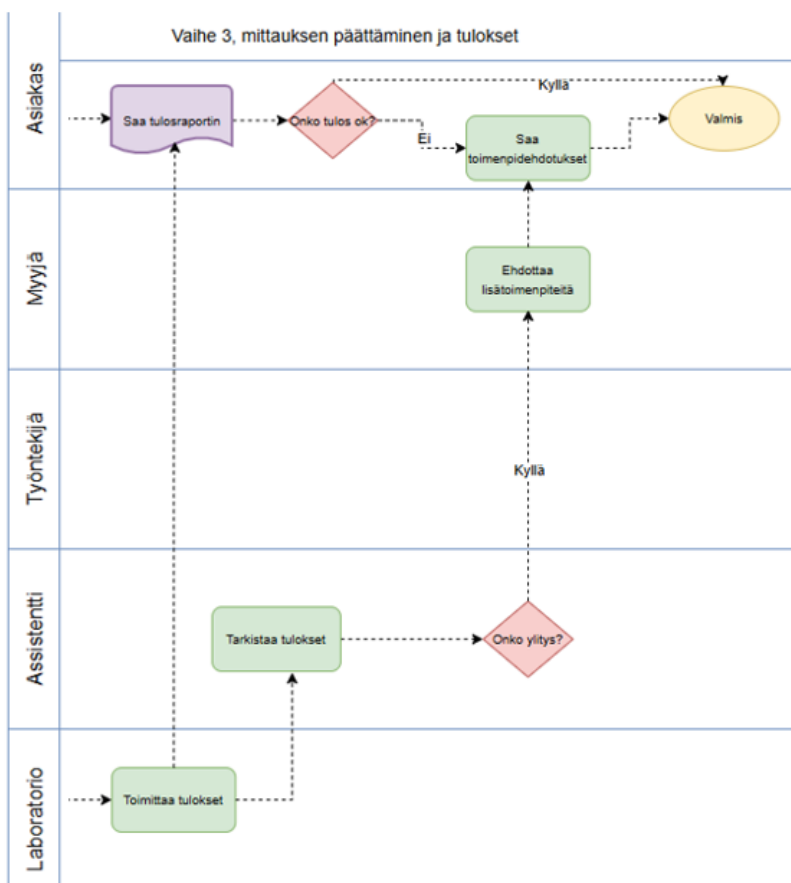 Vaihe 3, mittauksen päättäminen ja tulokset
Asiakas
Saa tulosraportin
Onko tulos ok?
Kyllä
Ei
Saa
toimenpidehdotukset
Valmis
Myyjä
Ehdottaa
lisätoimenpiteitä
Työntekijä
Kyllä
Assistentti
Tarkistaa tulokset
Onko ylitys?
Laboratorio
Toimittaa tulokset